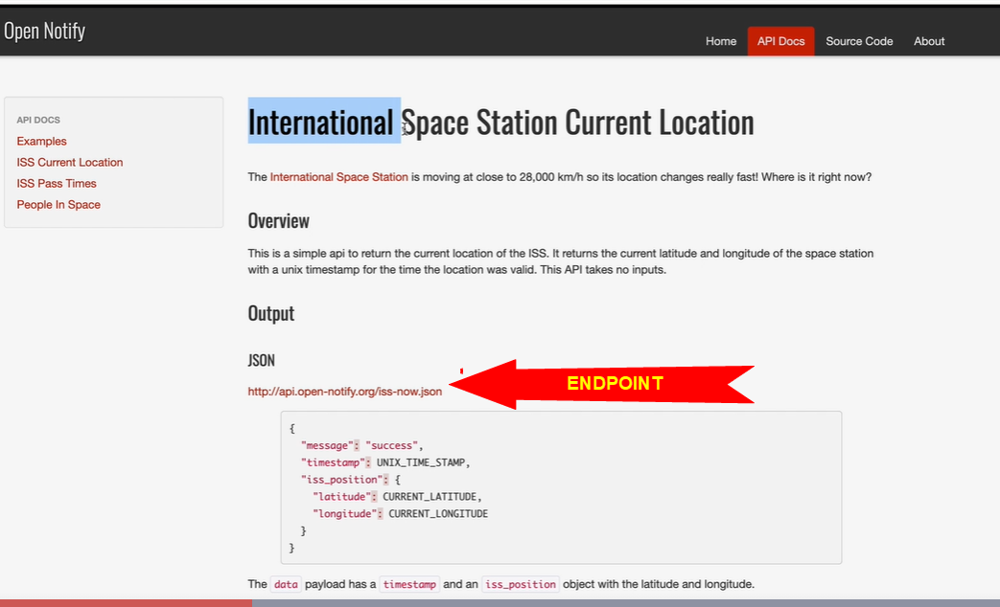 Open Notify
Home API Docs Source Code About
API DOCS
Examples
ISS Current Location
ISS Pass Times
People In Space
International Space Station Current Location
The International Space Station is moving at close to 28,000 km/h so its location changes really fast! Where is it right now?
Overview
This is a simple api to return the current location of the ISS. It returns the current latitude and longitude of the space station
with a unix timestamp for the time the location was valid. This API takes no inputs.
Output
JSON
http://api.open-notify.org/iss-now.json
ENDPOINT
{
"message": "success",
"timestamp": UNIX_TIME_STAMP,
"iss_position": {
"latitude": CURRENT_LATITUDE,
"longitude": CURRENT_LONGITUDE
}
}
The data payload has a timestamp and an iss_position object with the latitude and longitude.